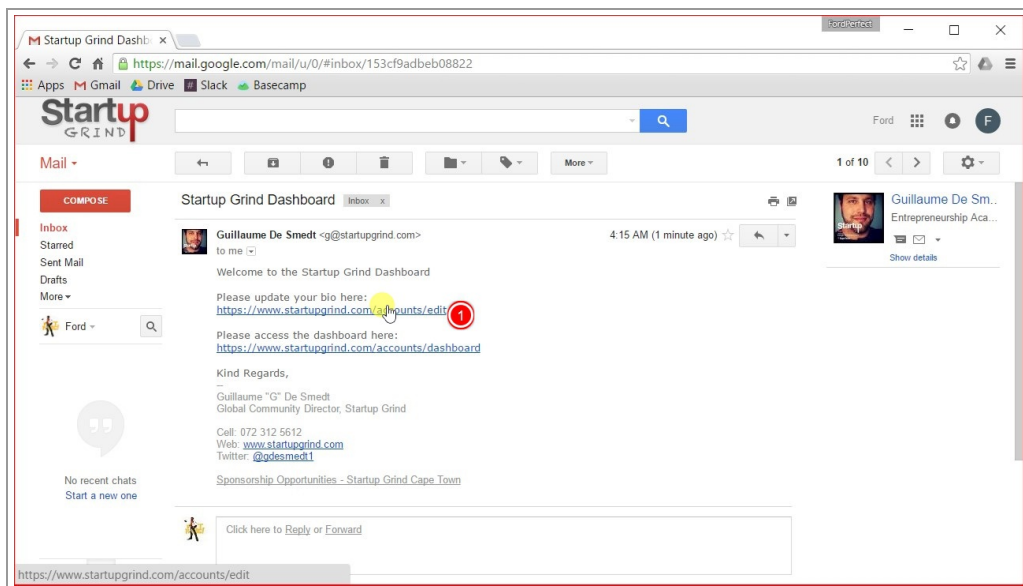 FordPerfect
Startup Grind Dashb
https://mail.google.com/mail/u/0/#inbox/153cf9adbeb08822
Apps Gmail Drive Slack Basecamp
Startup
GRIND
Ford
F
Mail
More
1 of 10
COMPOSE
Startup Grind Dashboard Inbox x
Guillaume De Sm..
Entrepreneurship Aca...
Show details
Inbox
Starred
Sent Mail
Drafts
More
Ford
Guillaume De Smedt <g@startupgrind.com> 4:15 AM (1 minute ago)
to me
Welcome to the Startup Grind Dashboard
Please update your bio here:
https://www.startupgrind.com/accounts/edit
1
Please access the dashboard here:
https://www.startupgrind.com/accounts/dashboard
Kind Regards,
--
Guillaume "G" De Smedt
Global Community Director, Startup Grind
Cell: 072 312 5612
Web: www.startupgrind.com
Twitter: @gdesmedt1
Sponsorship Opportunities - Startup Grind Cape Town
No recent chats
Start a new one
Click here to Reply or Forward
https://www.startupgrind.com/accounts/edit